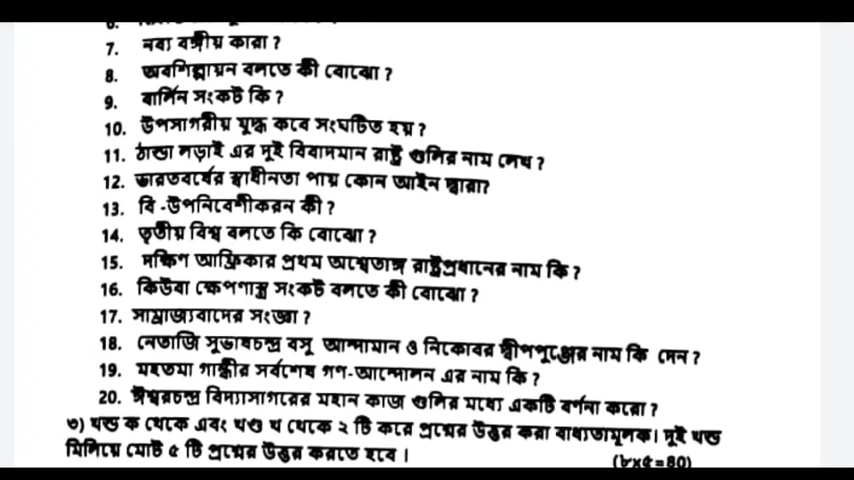 7. নব্য বঙ্গীয় কারা ?
8. অবশিল্পায়ন বলতে কী বোঝো ?
9. বার্লিন সংকট কি ?
10. উপসাগরীয় যুদ্ধ কবে সংঘটিত হয় ?
11. ঠান্ডা লড়াই এর দুই বিবাদমান রাষ্ট্র গুলির নাম লেখ ?
12. ভারতবর্ষের স্বাধীনতা পায় কোন আইন দ্বারা?
13. বি -উপনিবেশীকরন কী ?
14. তৃতীয় বিশ্ব বলতে কি বোঝো ?
15. দক্ষিণ আফ্রিকার প্রথম অশ্বেতাঙ্গ রাষ্ট্রপ্রধানের নাম কি ?
16. কিউবা ক্ষেপণাস্ত্র সংকট বলতে কী বোঝো ?
17. সাম্রাজ্যবাদের সংজ্ঞা ?
18. নেতাজি সুভাষচন্দ্র বসু আন্দামান ও নিকোবর দ্বীপপুঞ্জের নাম কি দেন ?
19. মহতমা গান্ধীর সর্বশেষ গণ-আন্দোলন এর নাম কি ?
20. ঈশ্বরচন্দ্র বিদ্যাসাগরের মহান কাজ গুলির মধ্যে একটি বর্ণনা করো ?
৩) খন্ড ক থেকে এবং খণ্ড খ থেকে ২ টি করে প্রশ্নের উত্তর করা বাধ্যতামূলক। দুই খন্ড
মিলিয়ে মোট ৫ টি প্রশ্নের উত্তর করতে হবে ।
(৮x৫=80)